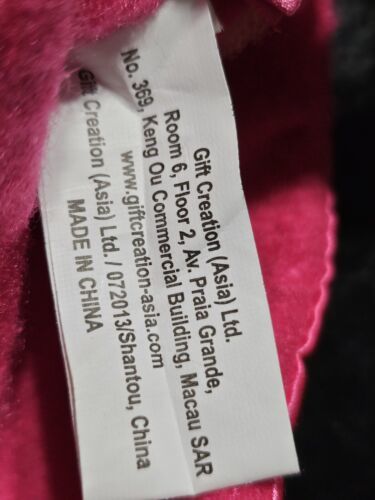 Gift Creation (Asia) Ltd.
Room 6, Floor 2, Av. Praia Grande,
No. 369, Keng Ou Commercial Building, Macau SAR
www.giftcreation-asia.com
Gift Creation (Asia) Ltd. / 072013/Shantou, China
MADE IN CHINA